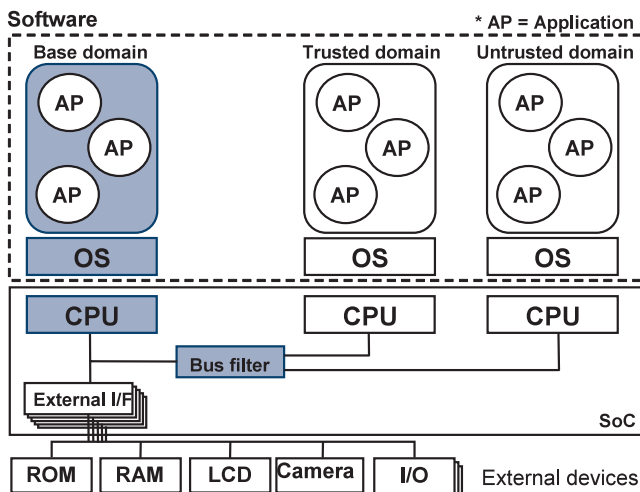 Software
* AP = Application
Base domain
Trusted domain
Untrusted domain
AP
AP
AP
AP
AP
AP
AP
AP
AP
OS
OS
OS
CPU
CPU
CPU
Bus filter
External I/F
SoC
ROM
RAM
LCD
Camera
I/O
External devices